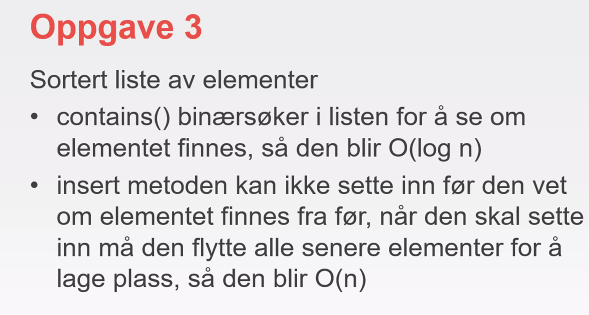 Oppgave 3
Sortert liste av elementer
• contains() binærsøker i listen for å se om
elementet finnes, så den blir O(log n)
• insert metoden kan ikke sette inn før den vet
om elementet finnes fra før, når den skal sette
inn må den flytte alle senere elementer for å
lage plass, så den blir O(n)